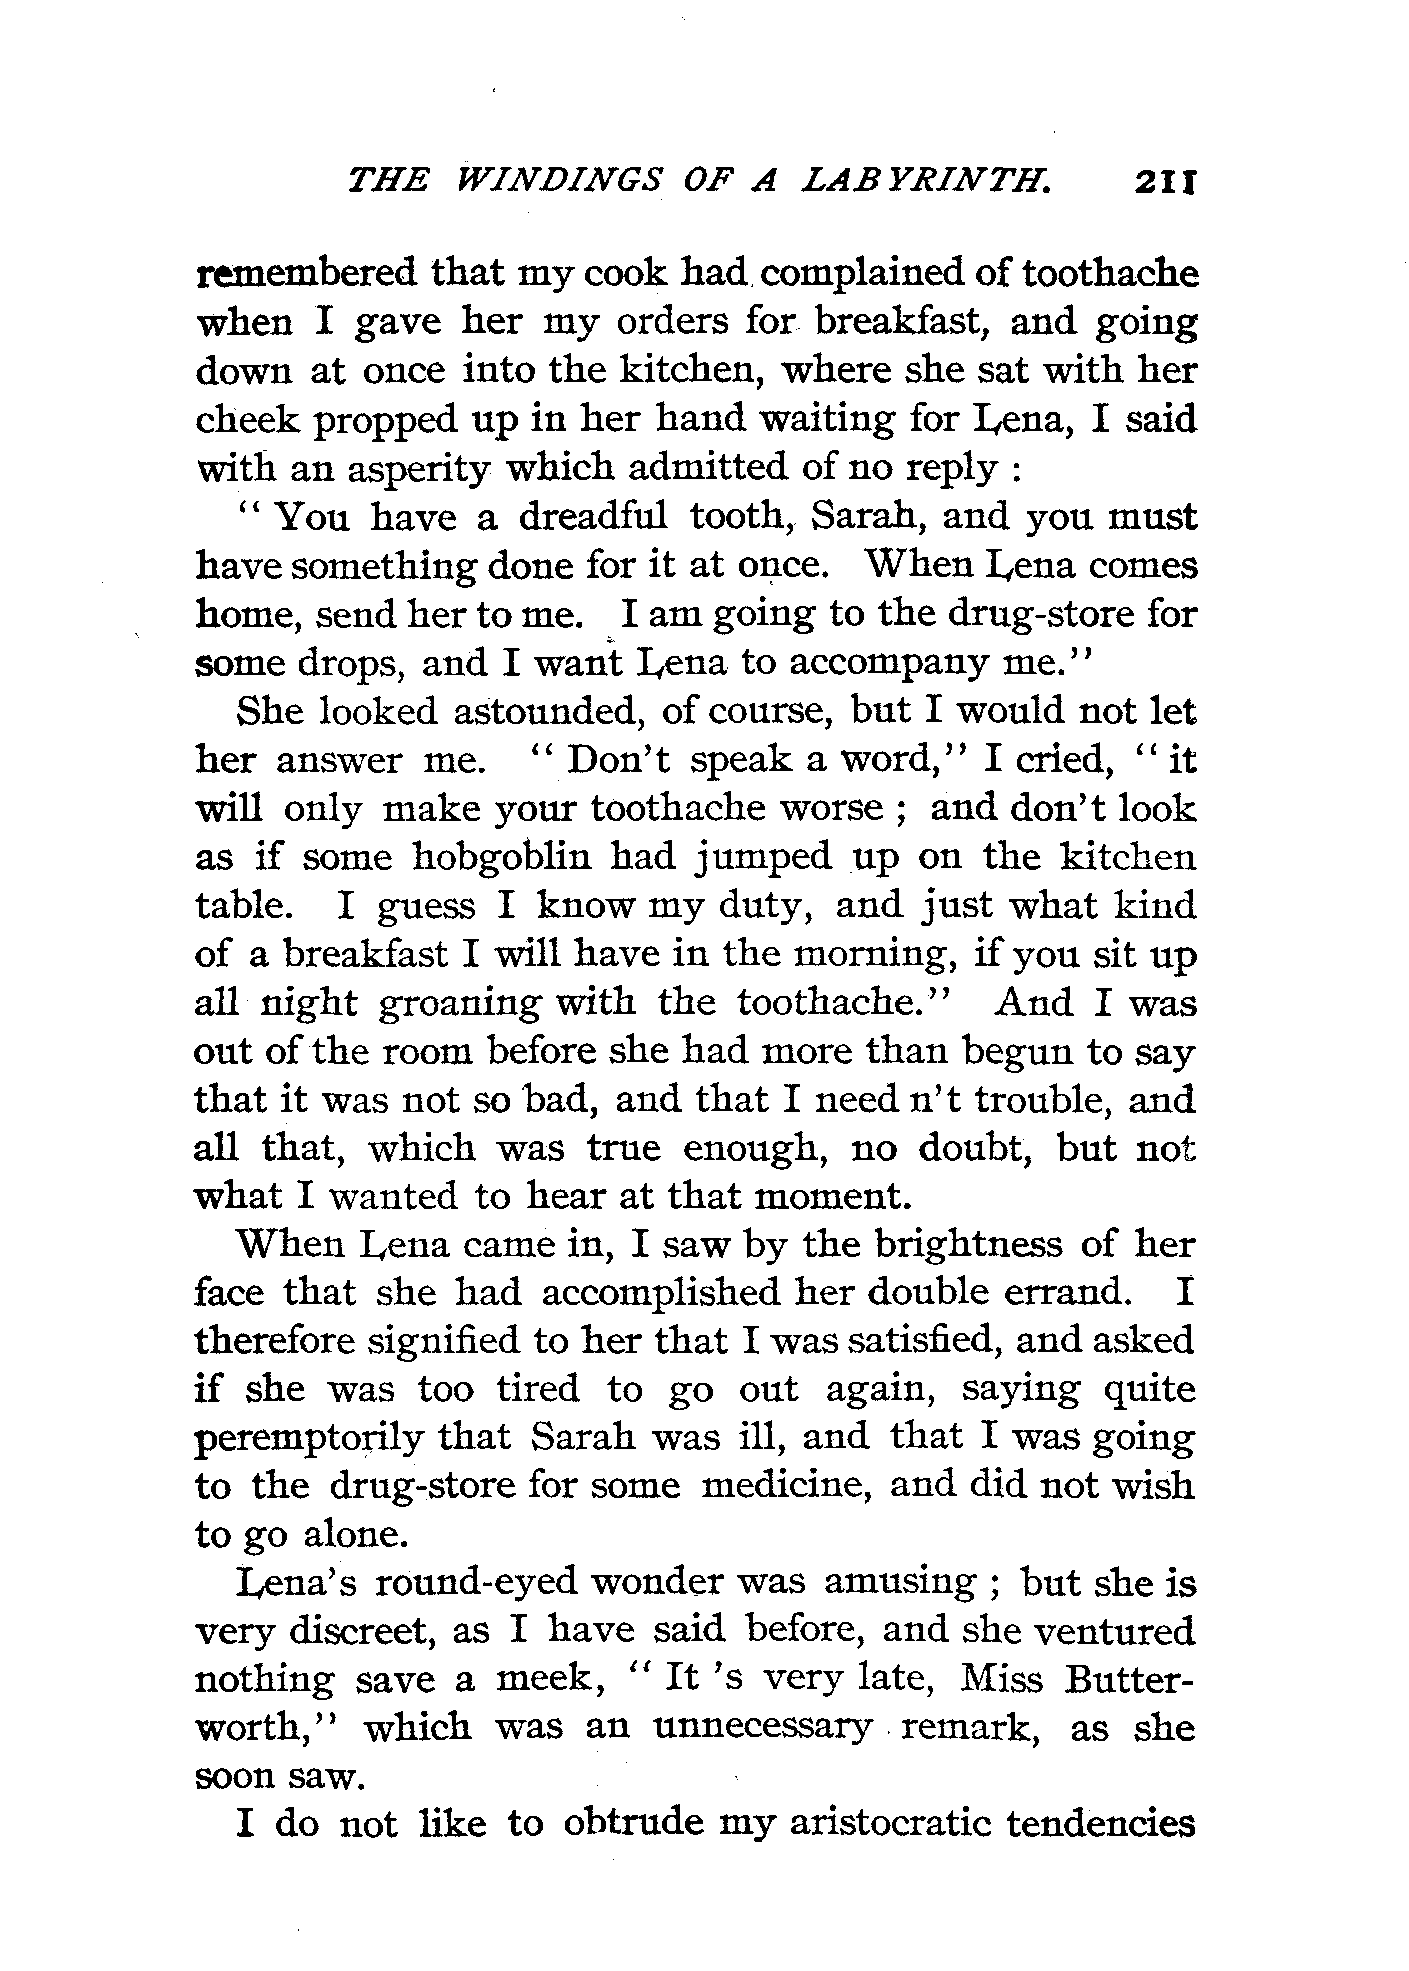 THE WINDINGS OF A LABYRINTH. 211
remembered that my cook had complained of toothache
when I gave her my orders for breakfast, and going
down at once into the kitchen, where she sat with her
cheek propped up in her hand waiting for Lena, I said
with an asperity which admitted of no reply :
“ You have a dreadful tooth, Sarah, and you must
have something done for it at once. When Lena comes
home, send her to me. I am going to the drug-store for
some drops, and I want Lena to accompany me.”
She looked astounded, of course, but I would not let
her answer me. “ Don't speak a word,” I cried, “ it
will only make your toothache worse ; and don't look
as if some hobgoblin had jumped up on the kitchen
table. I guess I know my duty, and just what kind
of a breakfast I will have in the morning, if you sit up
all night groaning with the toothache.” And I was
out of the room before she had more than begun to say
that it was not so bad, and that I need n't trouble, and
all that, which was true enough, no doubt, but not
what I wanted to hear at that moment.
When Lena came in, I saw by the brightness of her
face that she had accomplished her double errand. I
therefore signified to her that I was satisfied, and asked
if she was too tired to go out again, saying quite
peremptorily that Sarah was ill, and that I was going
to the drug-store for some medicine, and did not wish
to go alone.
Lena's round-eyed wonder was amusing ; but she is
very discreet, as I have said before, and she ventured
nothing save a meek, “ It 's very late, Miss Butter-
worth,” which was an unnecessary remark, as she
soon saw.
I do not like to obtrude my aristocratic tendencies